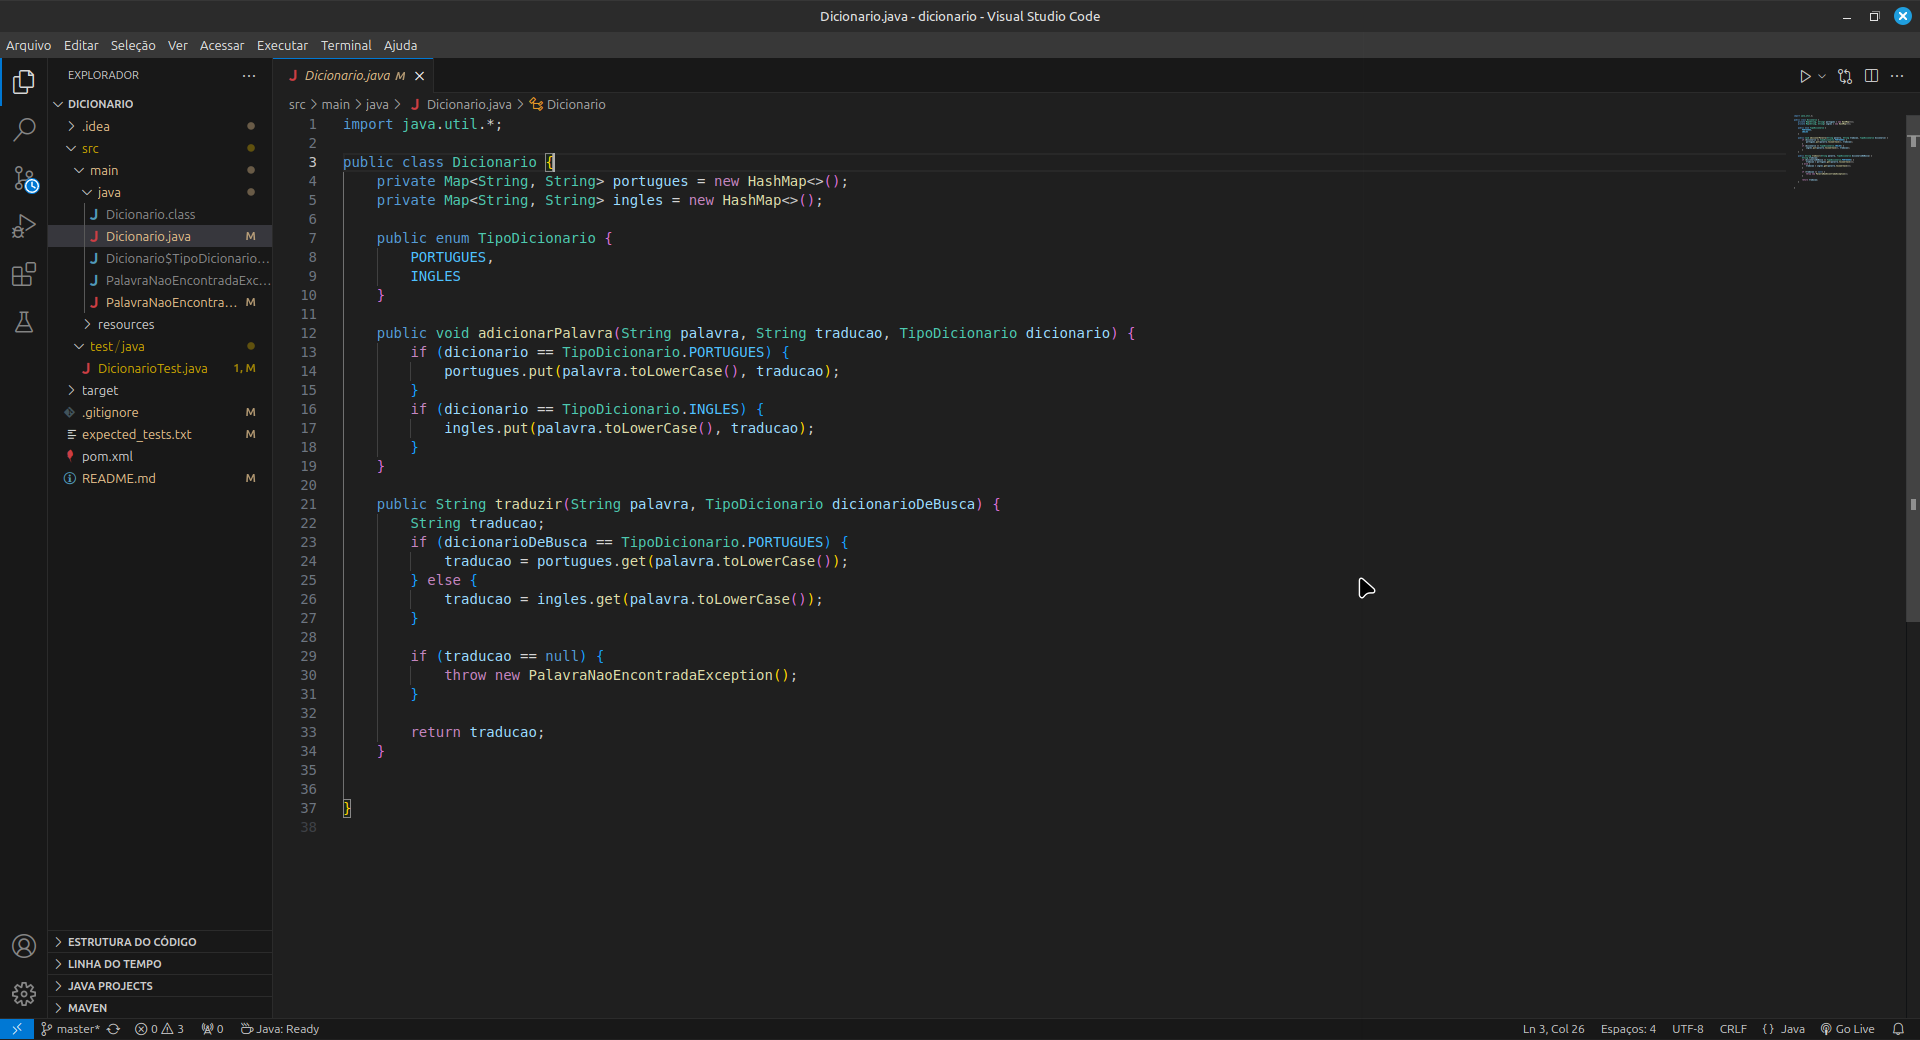 Dicionario.java - dicionario - Visual Studio Code
Arquivo Editar Seleção Ver Acessar Executar Terminal Ajuda
EXPLORADOR
DICIONARIO
.idea
src
main
java
Dicionario.class
Dicionario.java M
Dicionario$TipoDicionario...
PalavraNaoEncontradaExc...
PalavraNaoEncontra... M
resources
test/java
DicionarioTest.java 1, M
target
.gitignore M
expected_tests.txt M
pom.xml
README.md M
ESTRUTURA DO CÓDIGO
LINHA DO TEMPO
JAVA PROJECTS
MAVEN
Dicionario.java M
src > main > java > Dicionario.java > Dicionario
1 import java.util.*;
2
3 public class Dicionario {
4 private Map<String, String> portugues = new HashMap<>();
5 private Map<String, String> ingles = new HashMap<>();
6
7 public enum TipoDicionario {
8 PORTUGUES,
9 INGLES
10 }
11
12 public void adicionarPalavra(String palavra, String traducao, TipoDicionario dicionario) {
13 if (dicionario == TipoDicionario.PORTUGUES) {
14 portugues.put(palavra.toLowerCase(), traducao);
15 }
16 if (dicionario == TipoDicionario.INGLES) {
17 ingles.put(palavra.toLowerCase(), traducao);
18 }
19 }
20
21 public String traduzir(String palavra, TipoDicionario dicionarioDeBusca) {
22 String traducao;
23 if (dicionarioDeBusca == TipoDicionario.PORTUGUES) {
24 traducao = portugues.get(palavra.toLowerCase());
25 } else {
26 traducao = ingles.get(palavra.toLowerCase());
27 }
28
29 if (traducao == null) {
30 throw new PalavraNaoEncontradaException();
31 }
32
33 return traducao;
34 }
35
36
37 }
38
master* 0 3 0 Java: Ready
Ln 3, Col 26 Espaços: 4 UTF-8 CRLF {} Java Go Live